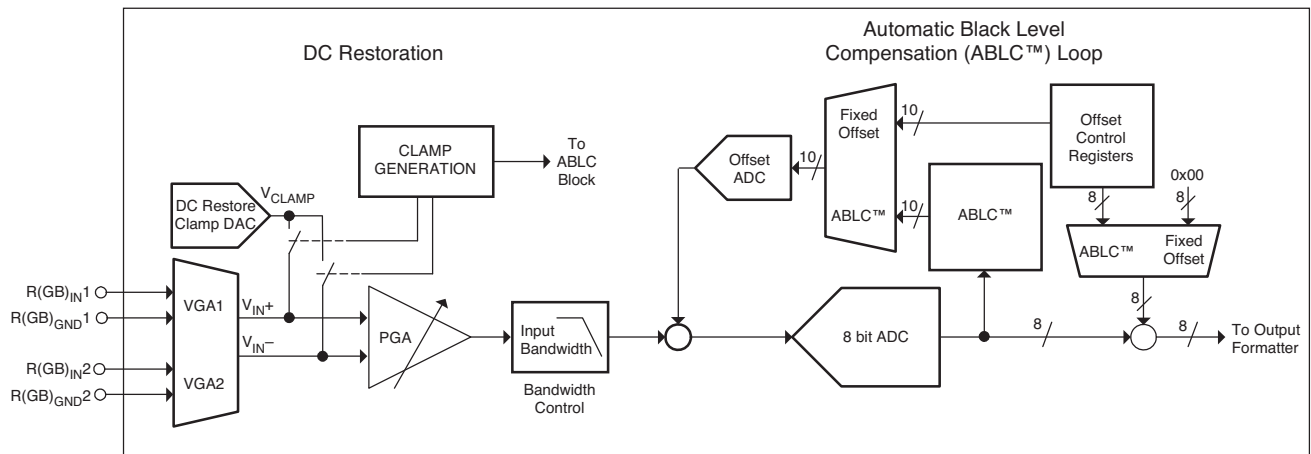 DC Restoration
Automatic Black Level
Compensation (ABLC™) Loop
CLAMP
GENERATION
To
ABLC
Block
DC Restore
Clamp DAC
VCLAMP
Offset
ADC
10
Fixed
Offset
ABLC™
10
10
ABLC™
Offset
Control
Registers
0x00
8
8
ABLC™
Fixed
Offset
8
R(GB)IN1
R(GB)GND1
R(GB)IN2
R(GB)GND2
VGA1
VGA2
VIN+
VIN–
PGA
Input
Bandwidth
Bandwidth
Control
8 bit ADC
8
8
To Output
Formatter